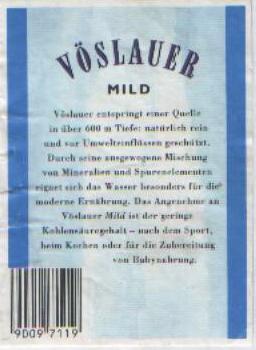 VÖSLAUER
MILD
Vöslauer entspringt einer Quelle
in über 600 m Tiefe: natürlich rein
und vor Umwelteinflüssen geschützt.
Durch seine ausgewogene Mischung
von Mineralien und Spurenelementen
eignet sich das Wasser besonders für die
moderne Ernährung. Das Angenehme an
Vöslauer Mild ist der geringe
Kohlensäuregehalt – nach dem Sport,
beim Kochen oder für die Zubereitung
von Babynahrung.
9009 7119